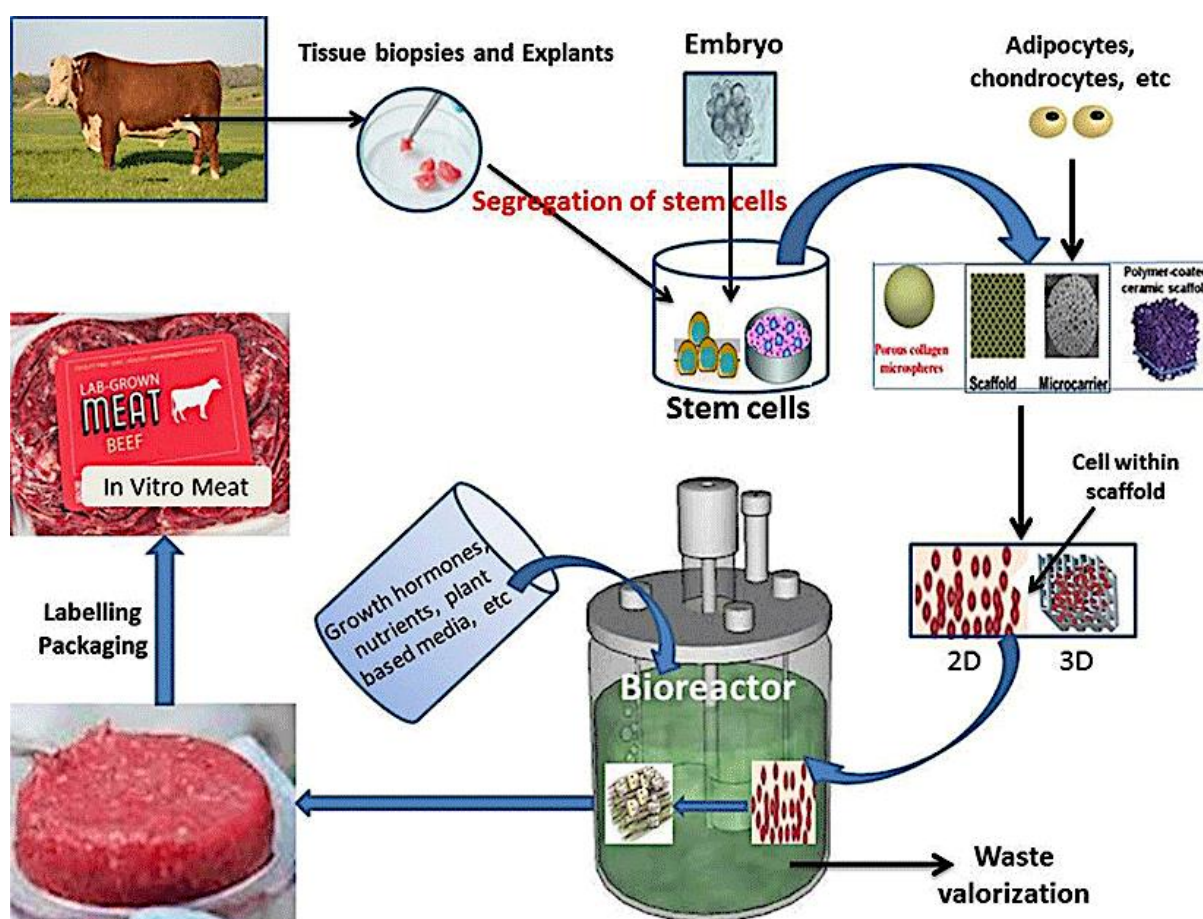 Tissue biopsies and Explants
Embryo
Adipocytes,
chondrocytes, etc
Segregation of stem cells
Stem cells
Porous collagen
microspheres
Scaffold
Microcarrier
Polymer-coate
ceramic scaffol
Cell within
scaffold
2D
3D
Growth hormones,
nutrients, plant
based media, etc
Bioreactor
Waste
valorization
LAB-GROWN
MEAT
BEEF
In Vitro Meat
Labelling
Packaging